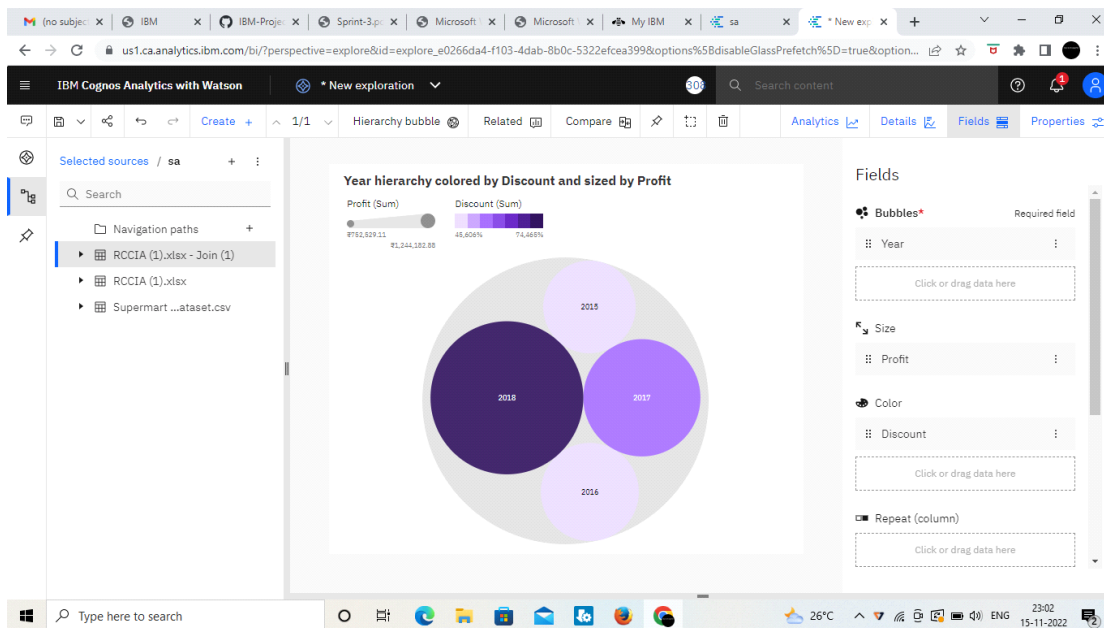 (no subjec
IBM
IBM-Proje
Sprint-3.p
Microsoft
Microsoft
My IBM
sa
* New exp
us1.ca.analytics.ibm.com/bi/?perspective=explore&id=explore_e0266da4-f103-4dab-8b0c-5322efcea399&options%5BdisableGlassPrefetch%5D=true&option...
IBM Cognos Analytics with Watson
* New exploration
308
Search content
1
Create +
1/1
Hierarchy bubble
Related
Compare
Analytics
Details
Fields
Properties
Selected sources / sa
Search
Navigation paths
RCCIA (1).xlsx - Join (1)
RCCIA (1).xlsx
Supermart ...ataset.csv
Year hierarchy colored by Discount and sized by Profit
Profit (Sum)
₹752,529.11
₹1,244,182.88
Discount (Sum)
45,606%
74,465%
2015
2018
2017
2016
Fields
Bubbles*
Required field
Year
Click or drag data here
Size
Profit
Color
Discount
Click or drag data here
Repeat (column)
Click or drag data here
Type here to search
26°C
ENG
23:02
15-11-2022
2